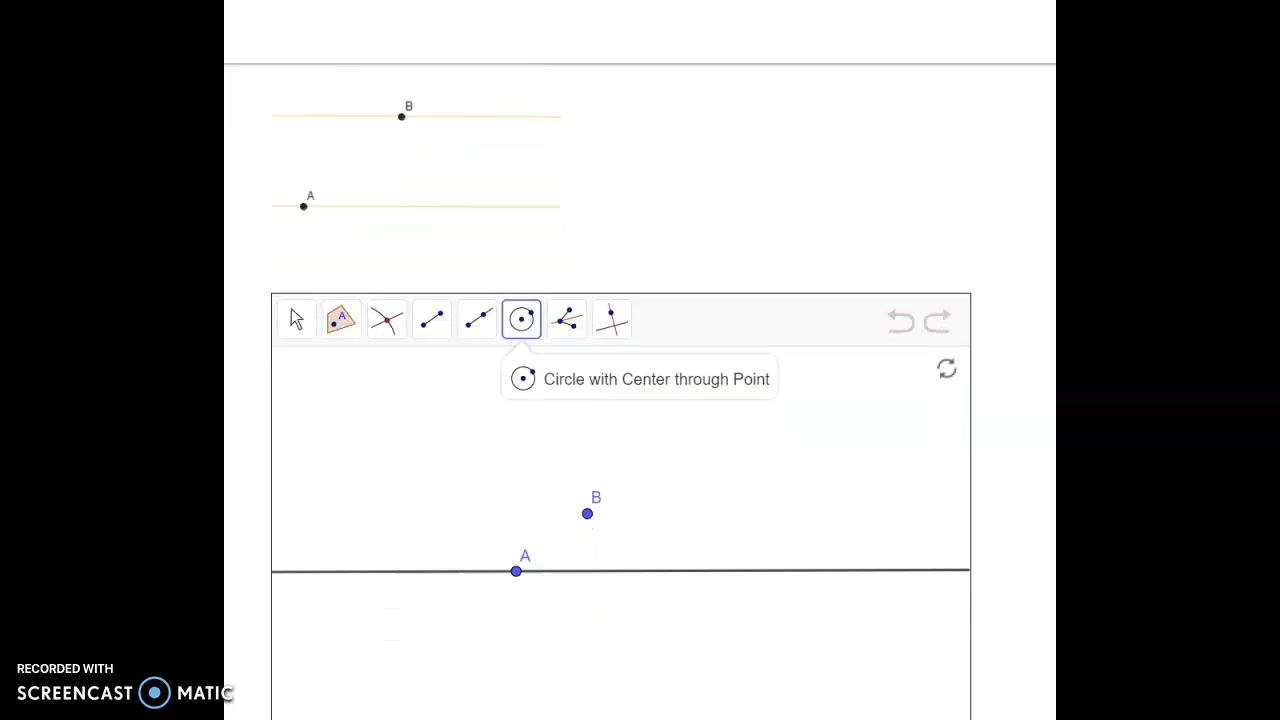 B
A
A
Circle with Center through Point
B
A
RECORDED WITH
SCREENCAST MATIC